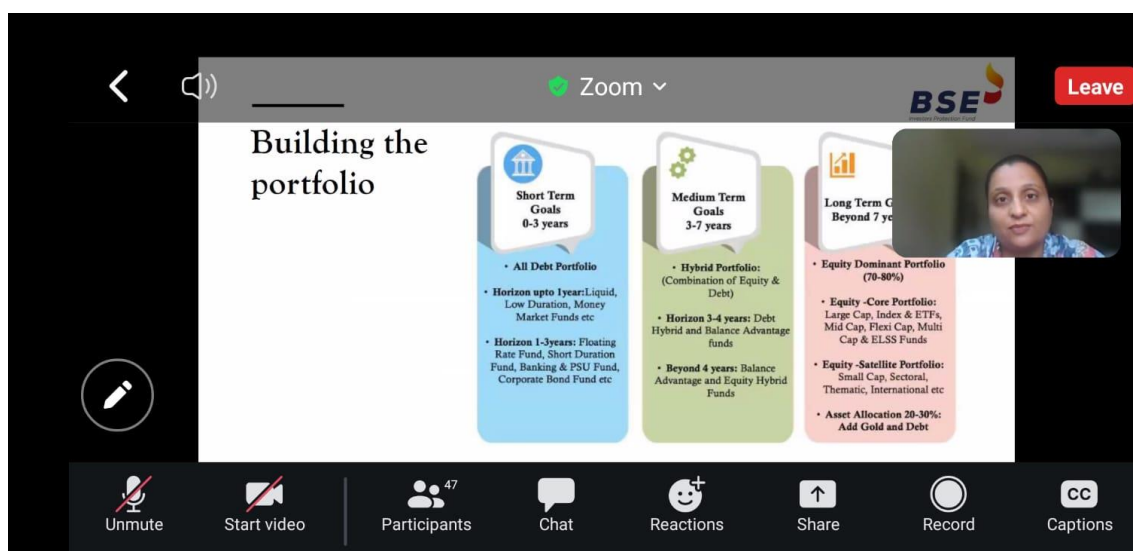 Zoom
Leave
BSE
Investors Protection Fund
Building the
portfolio
Short Term
Goals
0-3 years
• All Debt Portfolio
• Horizon upto 1year:Liquid,
Low Duration, Money
Market Funds etc
• Horizon 1-3years: Floating
Rate Fund, Short Duration
Fund, Banking & PSU Fund,
Corporate Bond Fund etc
Medium Term
Goals
3-7 years
• Hybrid Portfolio:
(Combination of Equity &
Debt)
• Horizon 3-4 years: Debt
Hybrid and Balance Advantage
funds
• Beyond 4 years: Balance
Advantage and Equity Hybrid
Funds
Long Term G
Beyond 7 ye
• Equity Dominant Portfolio
(70-80%)
• Equity -Core Portfolio:
Large Cap, Index & ETFs,
Mid Cap, Flexi Cap, Multi
Cap & ELSS Funds
• Equity -Satellite Portfolio:
Small Cap, Sectoral,
Thematic, International etc
• Asset Allocation 20-30%:
Add Gold and Debt
Unmute
Start video
47
Participants
Chat
Reactions
Share
Record
CC
Captions